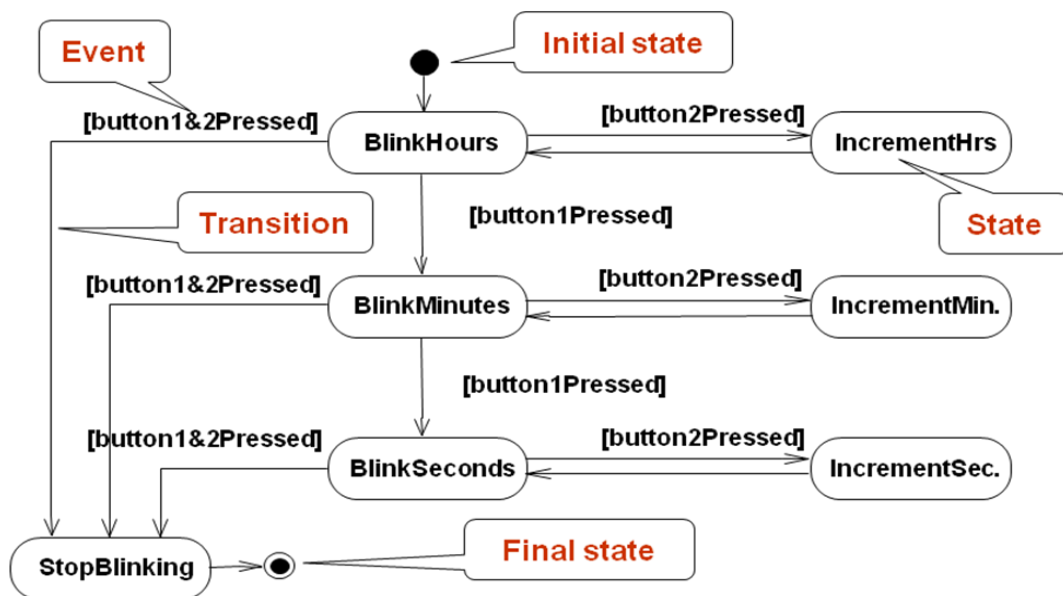 Event
Initial state
[button1&2Pressed]
[button2Pressed]
BlinkHours
IncrementHrs
Transition
[button1Pressed]
State
[button1&2Pressed]
[button2Pressed]
BlinkMinutes
IncrementMin.
[button1Pressed]
[button1&2Pressed]
[button2Pressed]
BlinkSeconds
IncrementSec.
Final state
StopBlinking